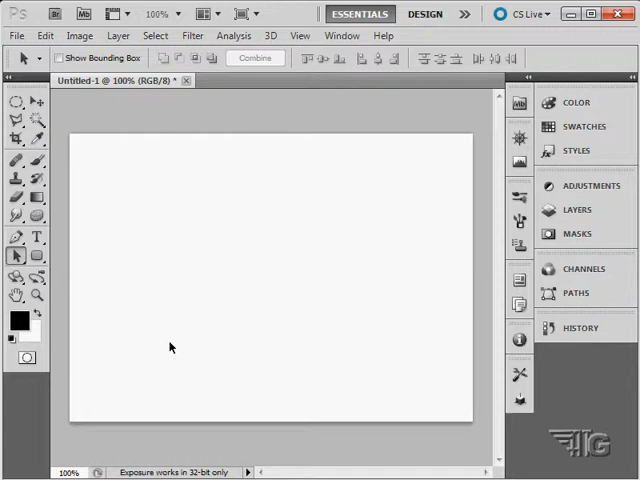 Ps Br Mb 100% ESSENTIALS DESIGN CS Live
File Edit Image Layer Select Filter Analysis 3D View Window Help
Show Bounding Box Combine
Untitled-1 @ 100% (RGB/8) *
Mb COLOR
SWATCHES
STYLES
ADJUSTMENTS
LAYERS
MASKS
CHANNELS
PATHS
HISTORY
T
100% Exposure works in 32-bit only